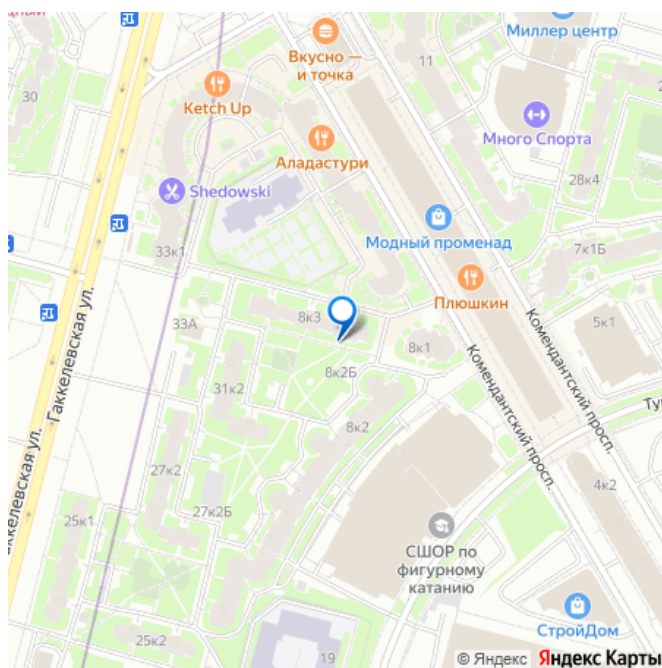 Миллер центр
30
Вкусно —
и точка
11
Ketch Up
Много Спорта
Аладастури
28к4
Shedowski
Модный променад
33к1
7к1Б
Плюшкин
8к3
33А
8к1
5к1
Гаккелевская ул.
Комендантский просп.
8к2Б
31к2
Комендантский просп.
Ту
8к2
аккелевская ул.
27к2
4к2
27к2Б
25к1
СШОР по
фигурному
катанию
СтройДом
25к2
19
© Яндекс Яндекс Карты